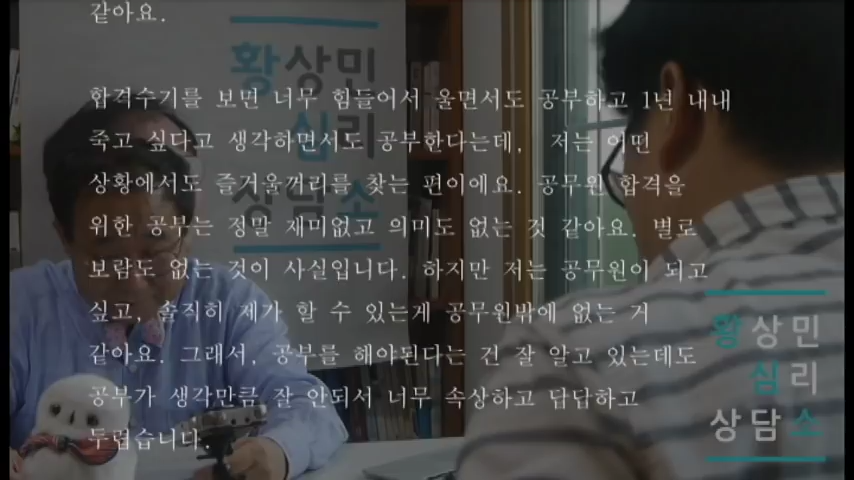 같아요.
합격수기를 보면 너무 힘들어서 울면서도 공부하고 1년 내내
죽고 싶다고 생각하면서도 공부한다는데, 저는 어떤
상황에서도 즐거울꺼리를 찾는 편이에요. 공무원 합격을
위한 공부는 정말 재미없고 의미도 없는 것 같아요. 별로
보람도 없는 것이 사실입니다. 하지만 저는 공무원이 되고
싶고, 솔직히 제가 할 수 있는게 공무원밖에 없는 거
같아요. 그래서, 공부를 해야된다는 건 잘 알고 있는데도
공부가 생각만큼 잘 안되서 너무 속상하고 답답하고
두렵습니다.
황상민
심리
상담소
황상민
심리
상담소